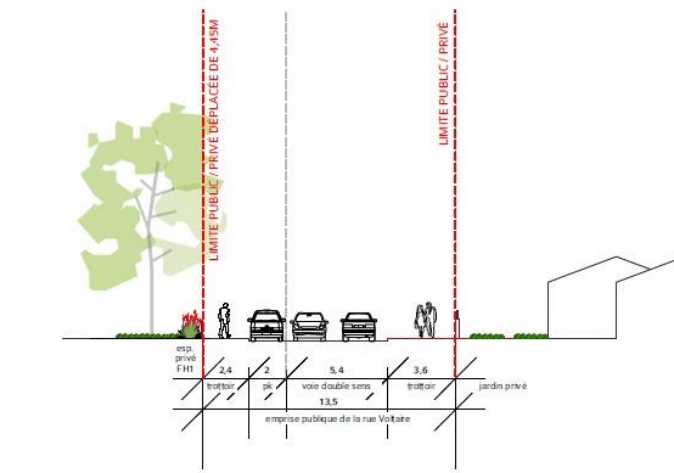 LIMITE PUBLIC / PRIVÉ DÉPLACÉE DE 4,45M
LIMITE PUBLIC / PRIVÉ
esp.
privé
FH1
2,4
2
5,4
3,6
trottoir
pk
voie double sens
trottoir
jardin privé
13,5
emprise publique de la rue Voltaire